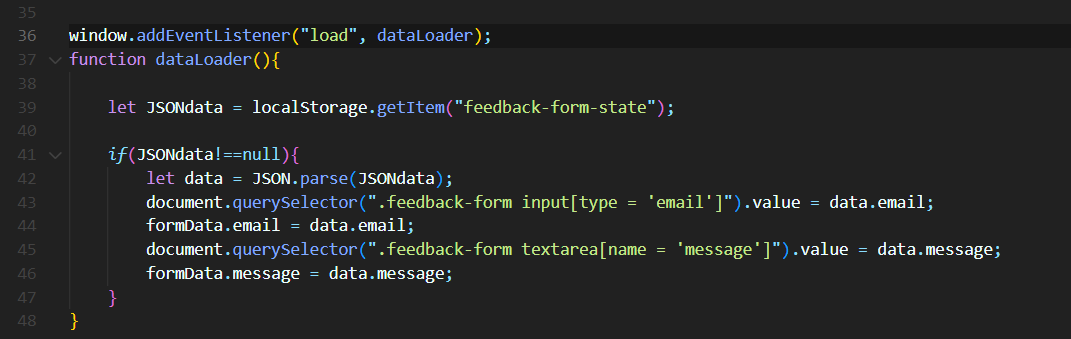 35
36 window.addEventListener("load", dataLoader);
37 function dataLoader(){
38
39 let JSONdata = localStorage.getItem("feedback-form-state");
40
41 if(JSONdata!==null){
42 let data = JSON.parse(JSONdata);
43 document.querySelector(".feedback-form input[type = 'email']").value = data.email;
44 formData.email = data.email;
45 document.querySelector(".feedback-form textarea[name = 'message']").value = data.message;
46 formData.message = data.message;
47 }
48 }